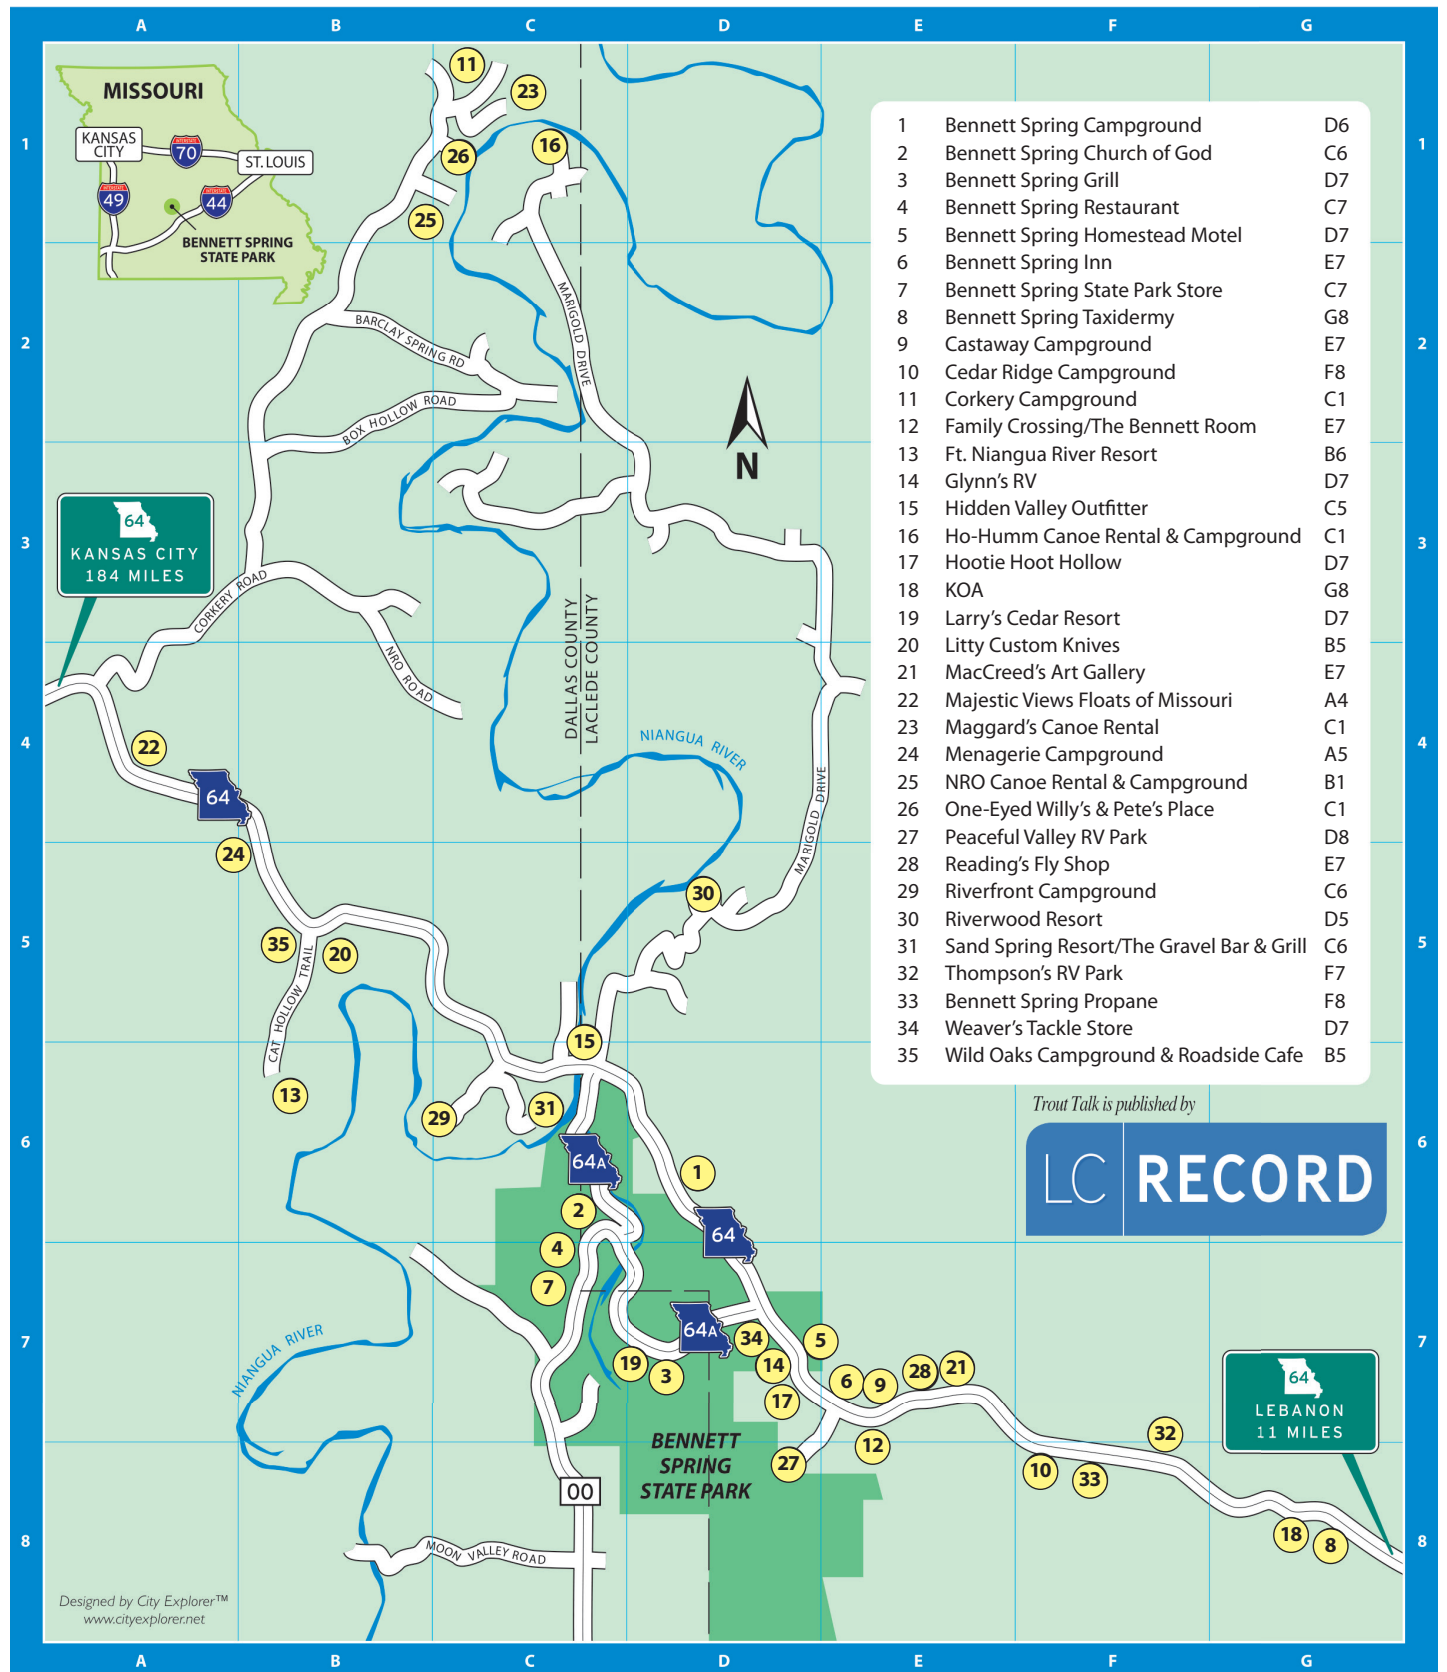 A B C D E F G
MISSOURI
KANSAS
CITY
INTERSTATE
70
ST. LOUIS
INTERSTATE
49
INTERSTATE
44
BENNETT SPRING
STATE PARK
1 Bennett Spring Campground D6
2 Bennett Spring Church of God C6
3 Bennett Spring Grill D7
4 Bennett Spring Restaurant C7
5 Bennett Spring Homestead Motel D7
6 Bennett Spring Inn E7
7 Bennett Spring State Park Store C7
8 Bennett Spring Taxidermy G8
9 Castaway Campground E7
10 Cedar Ridge Campground F8
11 Corkery Campground C1
12 Family Crossing/The Bennett Room E7
13 Ft. Niangua River Resort B6
14 Glynn's RV D7
15 Hidden Valley Outfitter C5
16 Ho-Humm Canoe Rental & Campground C1
17 Hootie Hoot Hollow D7
18 KOA G8
19 Larry's Cedar Resort D7
20 Litty Custom Knives B5
21 MacCreed's Art Gallery E7
22 Majestic Views Floats of Missouri A4
23 Maggard's Canoe Rental C1
24 Menagerie Campground A5
25 NRO Canoe Rental & Campground B1
26 One-Eyed Willy's & Pete's Place C1
27 Peaceful Valley RV Park D8
28 Reading's Fly Shop E7
29 Riverfront Campground C6
30 Riverwood Resort D5
31 Sand Spring Resort/The Gravel Bar & Grill C6
32 Thompson's RV Park F7
33 Bennett Spring Propane F8
34 Weaver's Tackle Store D7
35 Wild Oaks Campground & Roadside Cafe B5
Trout Talk is published by
LC RECORD
11
23
1
1
16
26
25
MARIGOLD DRIVE
BARCLAY SPRING RD
2
2
BOX HOLLOW ROAD
N
64
KANSAS CITY
184 MILES
3
3
CORKERY ROAD
DALLAS COUNTY
LACLEDE COUNTY
NRO ROAD
NIANGUA RIVER
4
4
22
64
MARIGOLD DRIVE
24
30
35
20
5
5
CAT HOLLOW TRAIL
15
13
29
31
6
6
64A
1
2
64
4
7
NIANGUA RIVER
64A
34
5
7
7
19
3
14
17
6
9
28
21
64
LEBANON
11 MILES
12
32
BENNETT
SPRING
STATE PARK
27
10
33
OO
18
8
8
8
MOON VALLEY ROAD
Designed by City Explorer™
www.cityexplorer.net
A B C D E F G